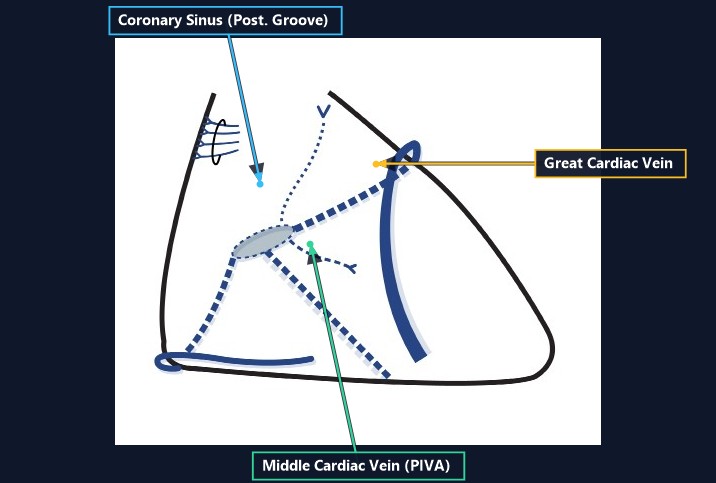 Coronary Sinus (Post. Groove)
Great Cardiac Vein
Middle Cardiac Vein (PIVA)